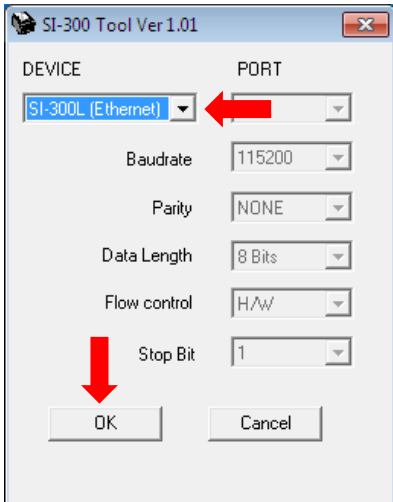 SI-300 Tool Ver 1.01
DEVICE PORT
SI-300L (Ethernet)
Baudrate 115200
Parity NONE
Data Length 8 Bits
Flow control H/W
Stop Bit 1
OK Cancel